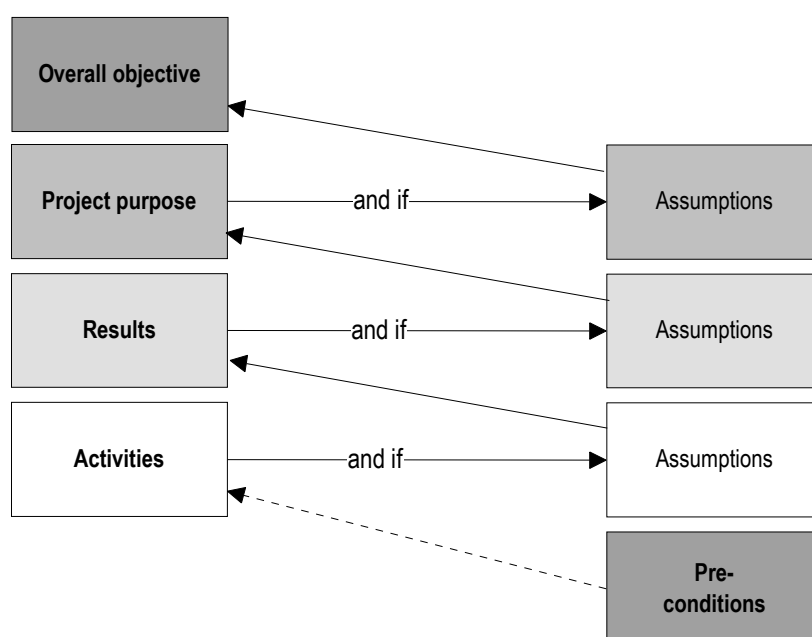 Overall objective
Project purpose
and if
Assumptions
Results
and if
Assumptions
Activities
and if
Assumptions
Pre-
conditions